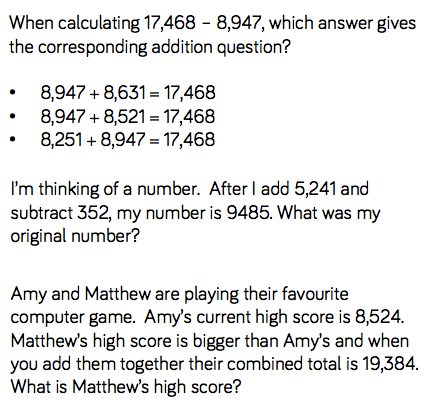 When calculating 17,468 – 8,947, which answer gives
the corresponding addition question?
• 8,947 + 8,631 = 17,468
• 8,947 + 8,521 = 17,468
• 8,251 + 8,947 = 17,468
I'm thinking of a number. After I add 5,241 and
subtract 352, my number is 9485. What was my
original number?
Amy and Matthew are playing their favourite
computer game. Amy's current high score is 8,524.
Matthew's high score is bigger than Amy's and when
you add them together their combined total is 19,384.
What is Matthew's high score?